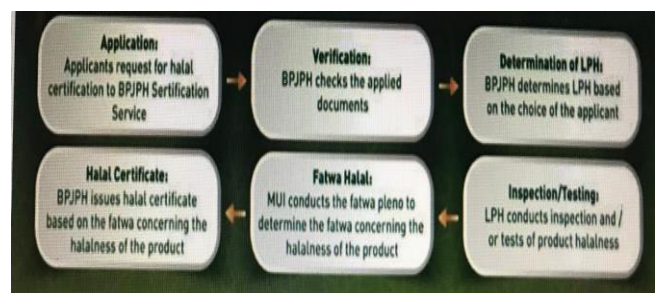 Application:
Applicants request for halal
certification to BPJPH Sertification
Service
Verification:
BPJPH checks the applied
documents
Determination of LPH:
BPJPH determines LPH based
on the choice of the applicant
Inspection/Testing:
LPH conducts inspection and /
or tests of product halalness
Fatwa Halal:
MUI conducts the fatwa pleno to
determine the fatwa concerning the
halalness of the product
Halal Certificate:
BPJPH issues halal certificate
based on the fatwa concerning the
halalness of the product